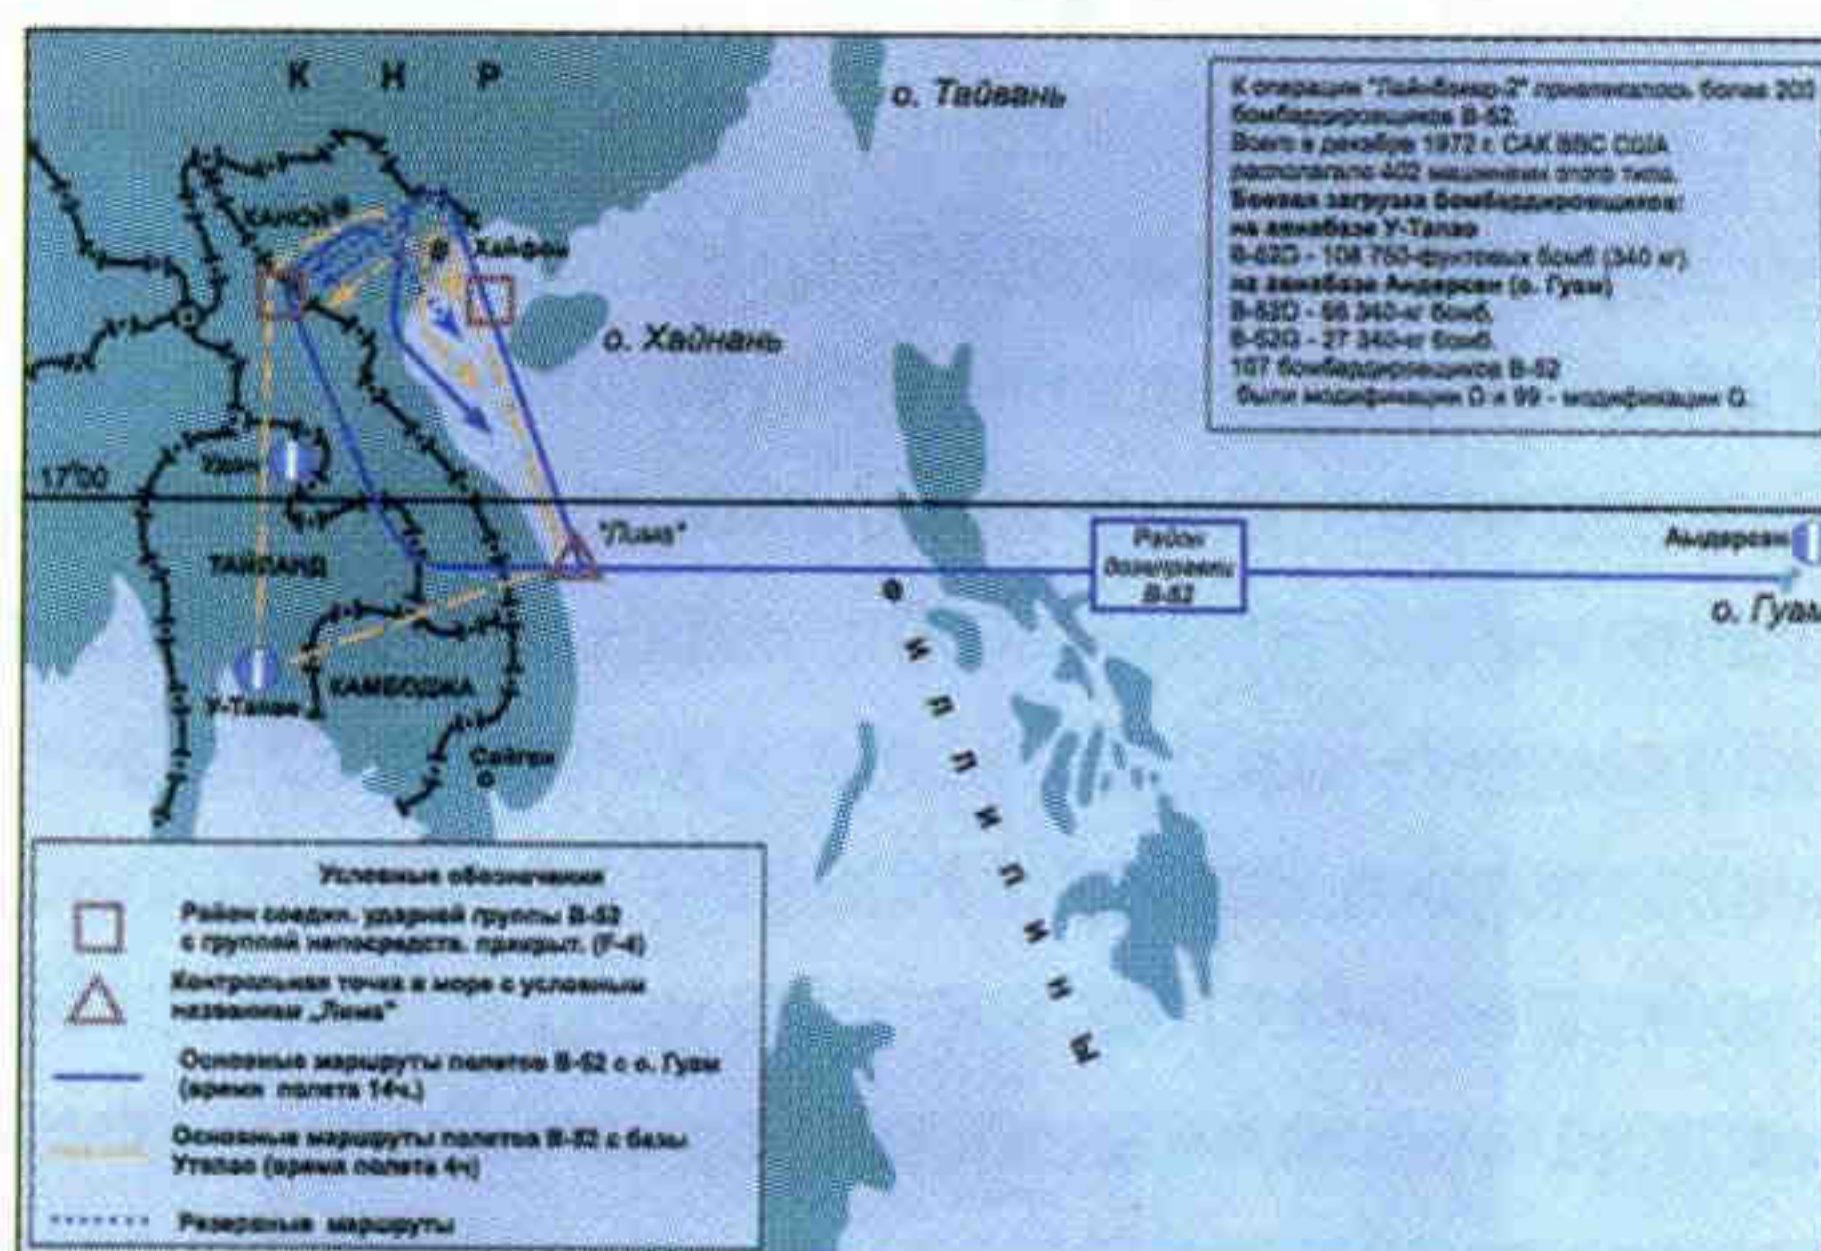 К Н Р
о. Тайвань
К операции "Лайнбэкер-2" привлекалось более 200
бомбардировщиков B-52.
Всего в декабре 1972 г. САК ВВС США
располагало 402 машинами этого типа.
Боевая загрузка бомбардировщиков:
на авиабазе У-Тапао
B-52D - 108 750-фунтовых бомб (340 кг)
на авиабазе Андерсен (о. Гуам)
B-52D - 66 340-кг бомб.
B-52G - 27 340-кг бомб.
107 бомбардировщиков B-52
были модификации D и 99 - модификации G.
ХАНОЙ
Хайфон
о. Хайнань
17°00
Удон
"Лима"
Район
дозаправки
B-52
Андерсен
о. Гуам
ТАЙЛАНД
КАМБОДЖА
У-Тапао
Сайгон
Ф И Л И П П И Н Ы
Условные обозначения
Район соедин. ударной группы B-52
с группой непосредств. прикрыт. (F-4)
Контрольная точка в море с условным
названием „Лима"
Основные маршруты полетов B-52 с о. Гуам
(время полета 14ч.)
Основные маршруты полетов B-52 с базы
Утапао (время полета 4ч)
Резервные маршруты